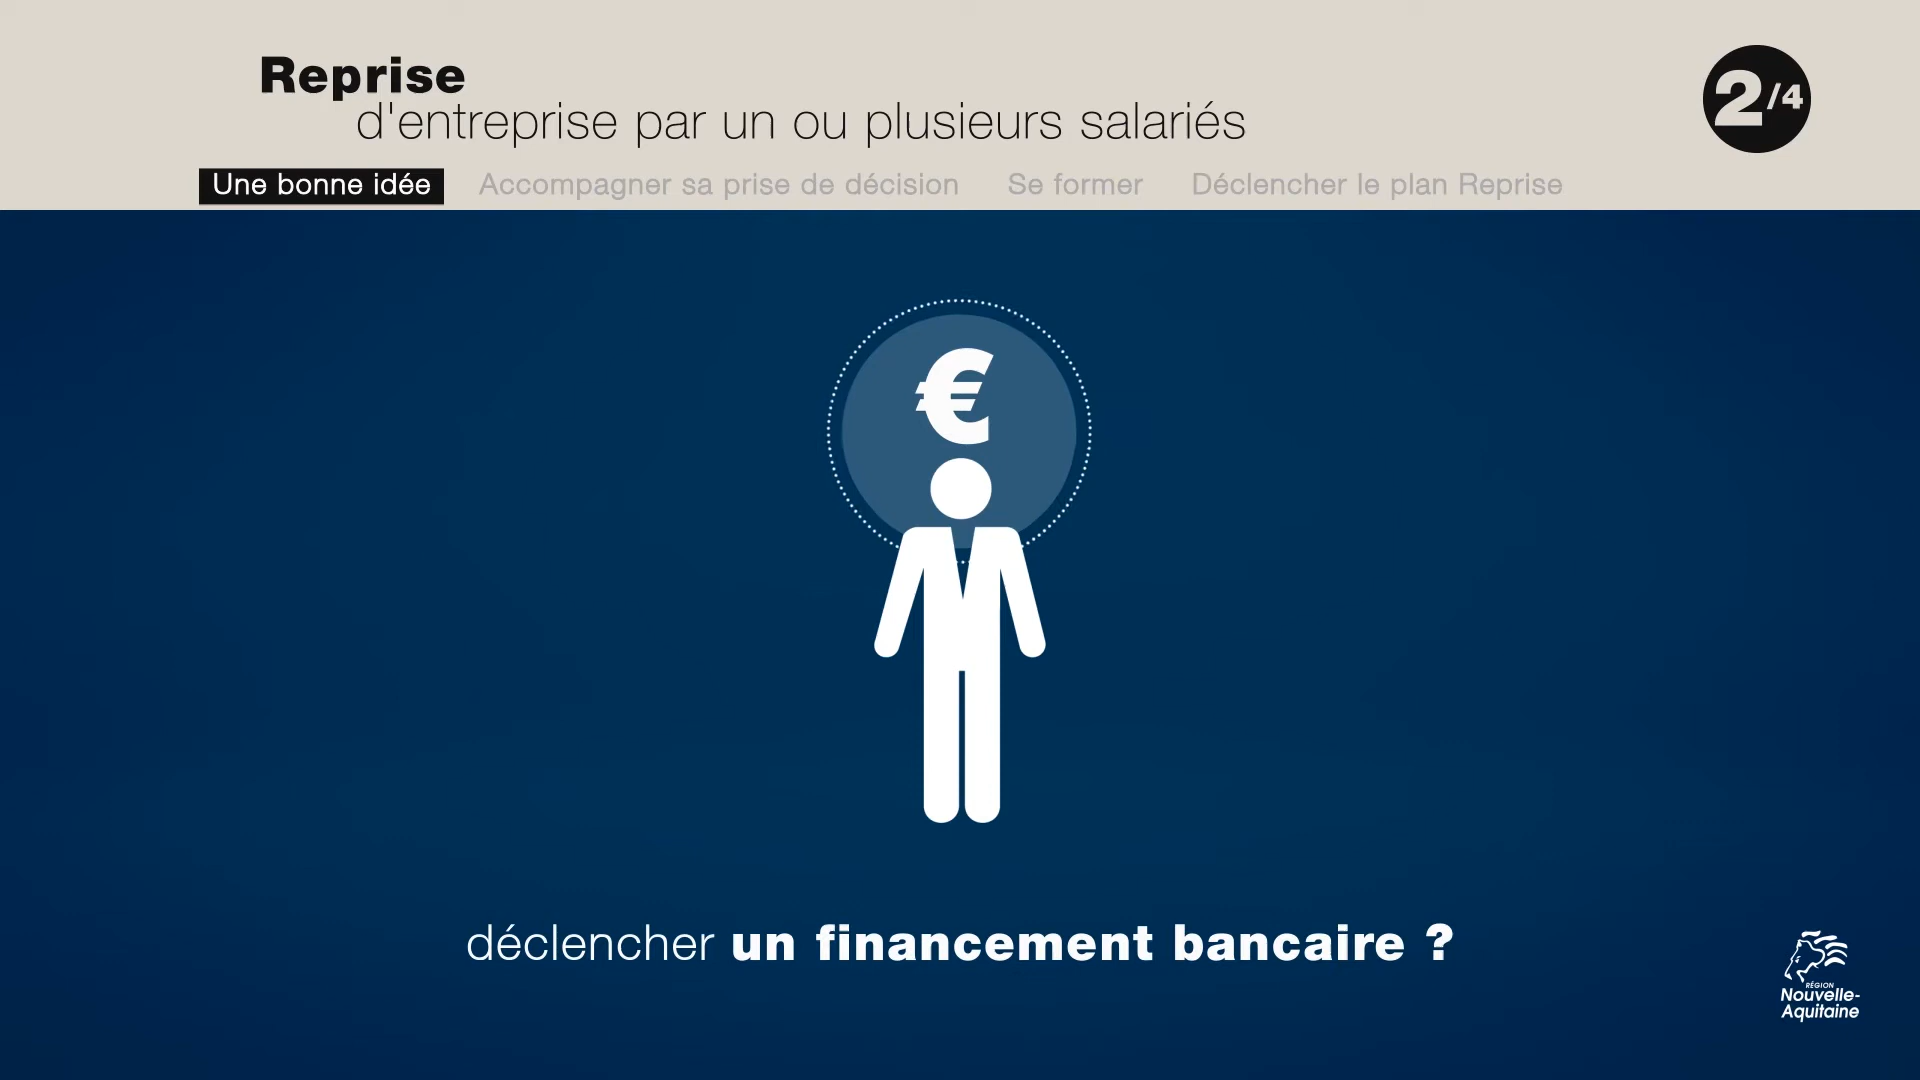 Reprise
d'entreprise par un ou plusieurs salariés
2/4
Une bonne idée Accompagner sa prise de décision Se former Déclencher le plan Reprise
€
déclencher un financement bancaire ?
RÉGION
Nouvelle-
Aquitaine